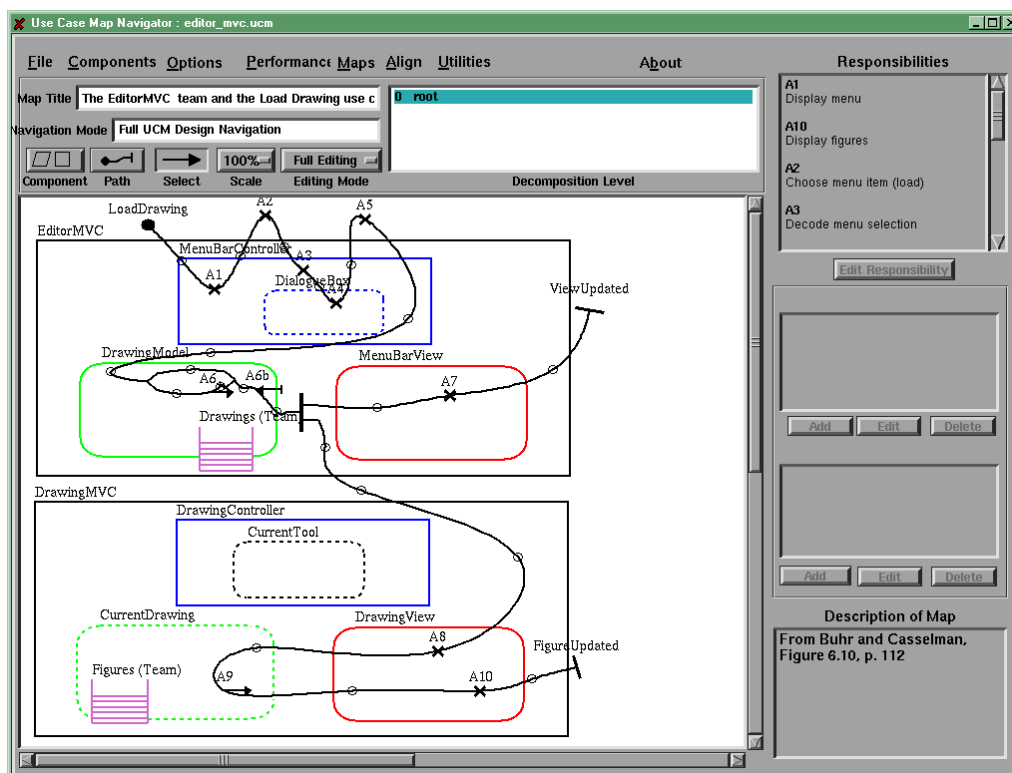 Use Case Map Navigator : editor_mvc.ucm
File Components Options Performance Maps Align Utilities About
Map Title The EditorMVC team and the Load Drawing use c
Navigation Mode Full UCM Design Navigation
100% Full Editing
Component Path Select Scale Editing Mode
0 root
Decomposition Level
Responsibilities
A1
Display menu
A10
Display figures
A2
Choose menu item (load)
A3
Decode menu selection
Edit Responsibility
Add Edit Delete
Add Edit Delete
Description of Map
From Buhr and Casselman,
Figure 6.10, p. 112
LoadDrawing
A2
A5
EditorMVC
MenuBarController
A3
A1
DialogueBox
A4
ViewUpdated
DrawingModel
MenuBarView
A6
A6b
A7
Drawings (Team
DrawingMVC
DrawingController
CurrentTool
CurrentDrawing
DrawingView
A8
FigureUpdated
Figures (Team)
A9
A10